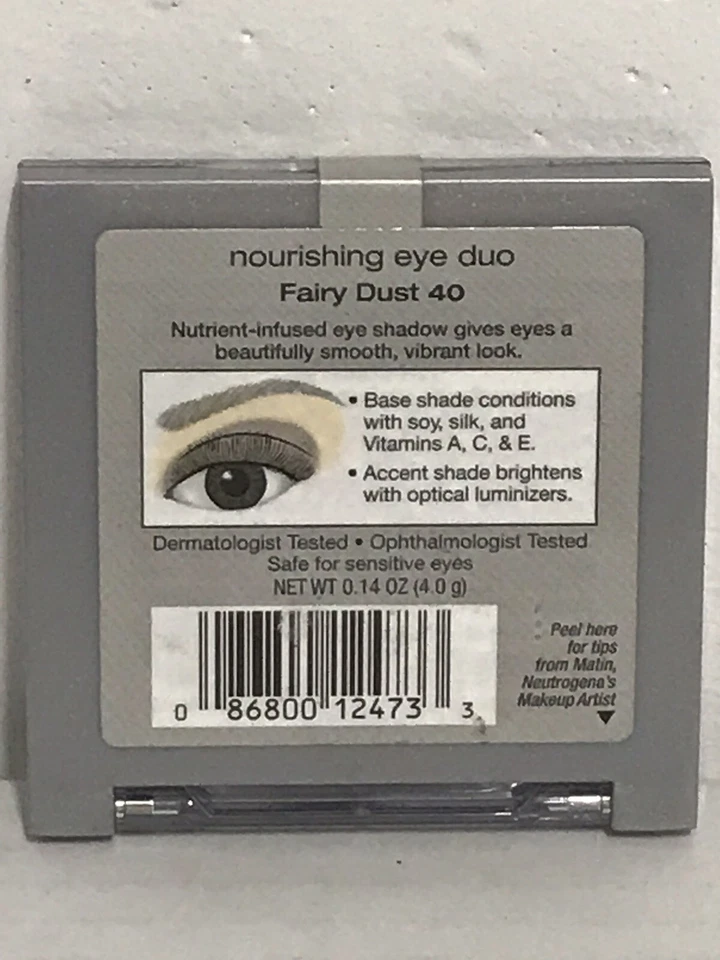 nourishing eye duo
Fairy Dust 40
Nutrient-infused eye shadow gives eyes a
beautifully smooth, vibrant look.
• Base shade conditions
with soy, silk, and
Vitamins A, C, & E.
• Accent shade brightens
with optical luminizers.
Dermatologist Tested • Ophthalmologist Tested
Safe for sensitive eyes
NET WT 0.14 OZ (4.0 g)
0 86800 12473 3
Peel here
for tips
from Matin,
Neutrogena's
Makeup Artist